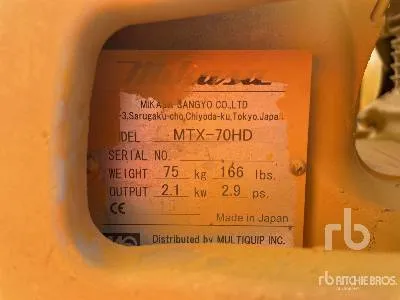 Mikasa
MIKASA SANGYO CO., LTD
-3, Sarugaku-cho, Chiyoda-ku, Tokyo, Japan
MODEL MTX-70HD
SERIAL NO.
WEIGHT 75 kg 166 lbs.
OUTPUT 2.1 kw 2.9 ps.
CE
Made in Japan
Distributed by MULTIQUIP INC.
rb
rb RITCHIE BROS.